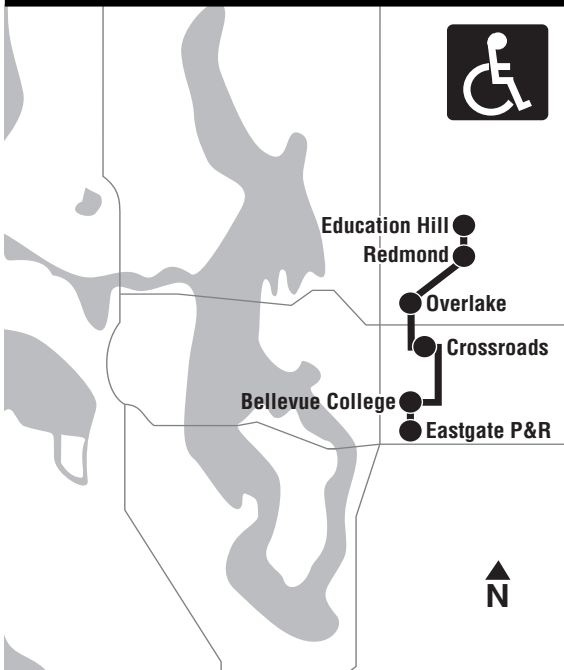 Education Hill
Redmond
Overlake
Crossroads
Bellevue College
Eastgate P&R
N